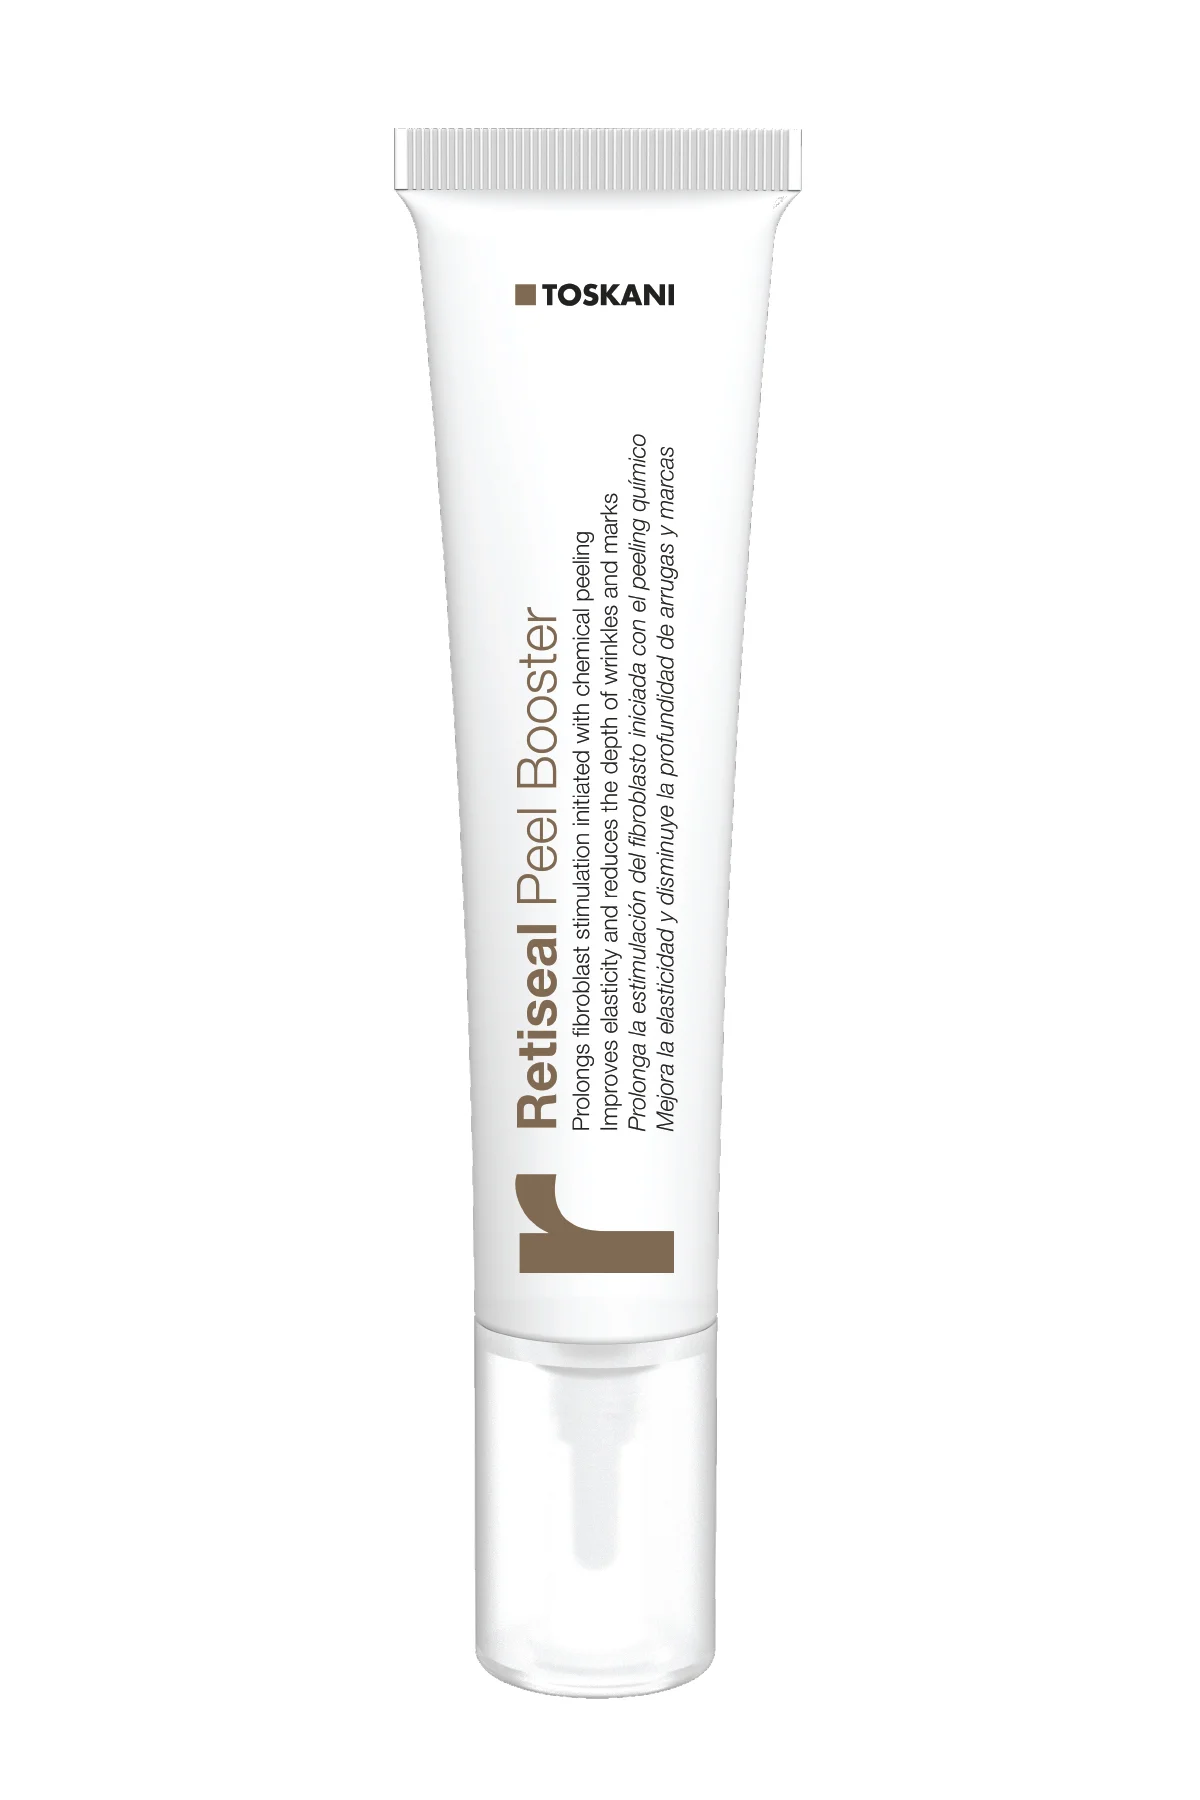 TOSKANI
Retiseal Peel Booster
Prolongs fibroblast stimulation initiated with chemical peeling
Improves elasticity and reduces the depth of wrinkles and marks
Prolonga la estimulación del fibroblasto iniciada con el peeling químico
Mejora la elasticidad y disminuye la profundidad de arrugas y marcas
r